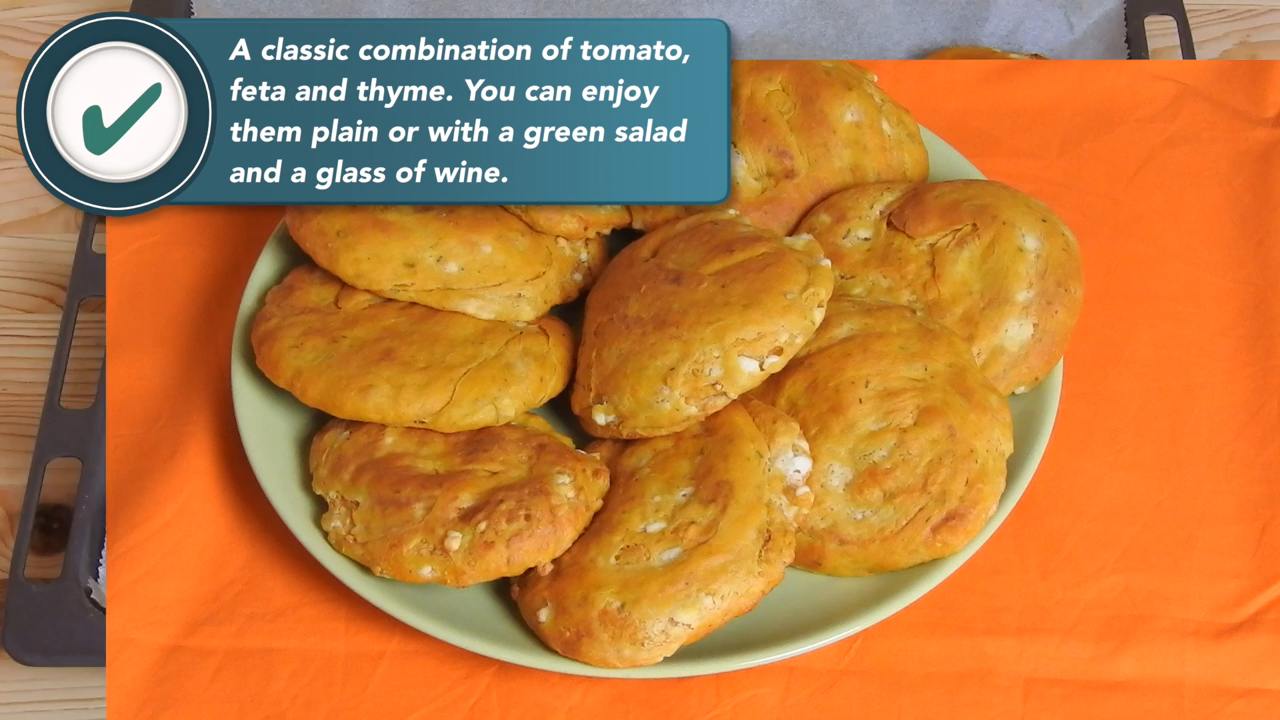 A classic combination of tomato,
feta and thyme. You can enjoy
them plain or with a green salad
and a glass of wine.